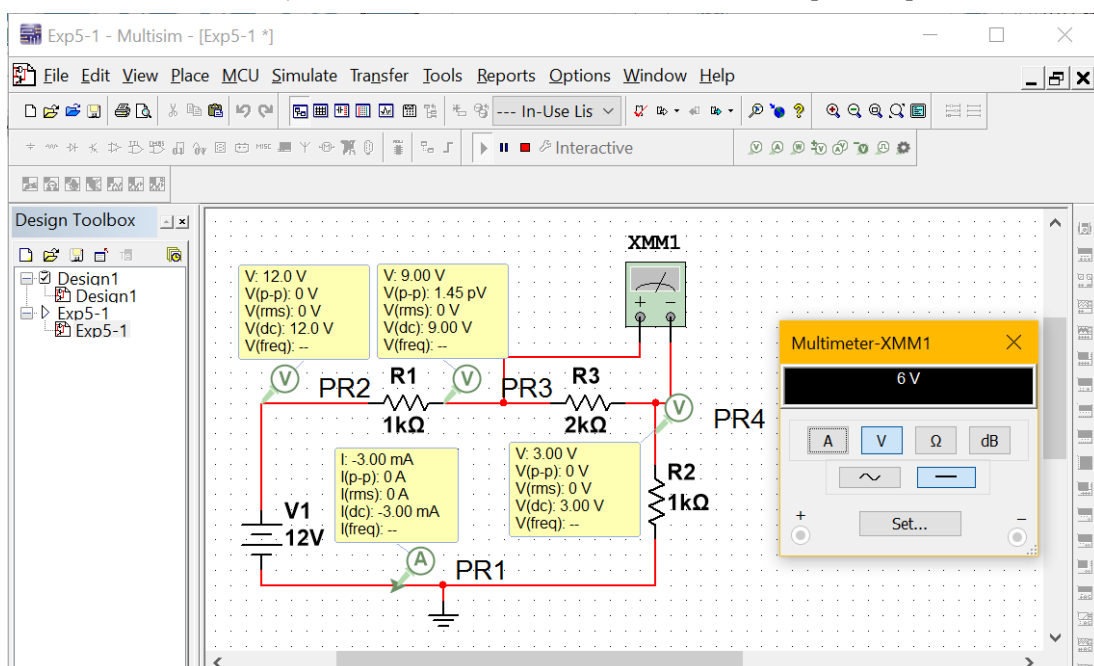 Exp5-1 - Multisim - [Exp5-1 *]
File Edit View Place MCU Simulate Transfer Tools Reports Options Window Help
--- In-Use Lis
Interactive
Design Toolbox
Design1
Design1
Exp5-1
Exp5-1
XMM1
V: 12.0 V
V(p-p): 0 V
V(rms): 0 V
V(dc): 12.0 V
V(freq): --
V: 9.00 V
V(p-p): 1.45 pV
V(rms): 0 V
V(dc): 9.00 V
V(freq): --
+ −
V
PR2
R1
1kΩ
V
PR3
R3
2kΩ
V
PR4
I: -3.00 mA
I(p-p): 0 A
I(rms): 0 A
I(dc): -3.00 mA
I(freq): --
V: 3.00 V
V(p-p): 0 V
V(rms): 0 V
V(dc): 3.00 V
V(freq): --
R2
1kΩ
V1
12V
A
PR1
Multimeter-XMM1
6 V
A V Ω dB
+ Set... −